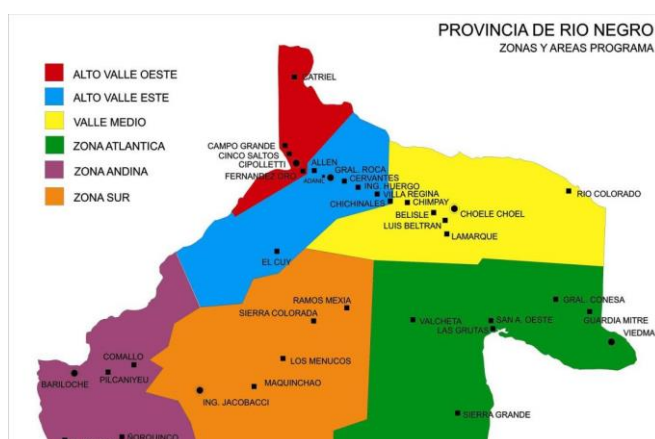 PROVINCIA DE RIO NEGRO
ZONAS Y AREAS PROGRAMA
ALTO VALLE OESTE
ALTO VALLE ESTE
VALLE MEDIO
ZONA ATLANTICA
ZONA ANDINA
ZONA SUR
CATRIEL
CAMPO GRANDE
CINCO SALTOS
CIPOLLETTI
FERNANDEZ ORO
ALLEN
GRAL. ROCA
CERVANTES
ING. HUERGO
VILLA REGINA
CHICHINALES
CHIMPAY
BELISLE
CHOELE CHOEL
LUIS BELTRAN
LAMARQUE
RIO COLORADO
EL CUY
RAMOS MEXIA
SIERRA COLORADA
VALCHETA
SAN A. OESTE
LAS GRUTAS
GRAL. CONESA
GUARDIA MITRE
VIEDMA
COMALLO
BARILOCHE
PILCANIYEU
LOS MENUCOS
MAQUINCHAO
ING. JACOBACCI
SIERRA GRANDE
ÑORQUINCO